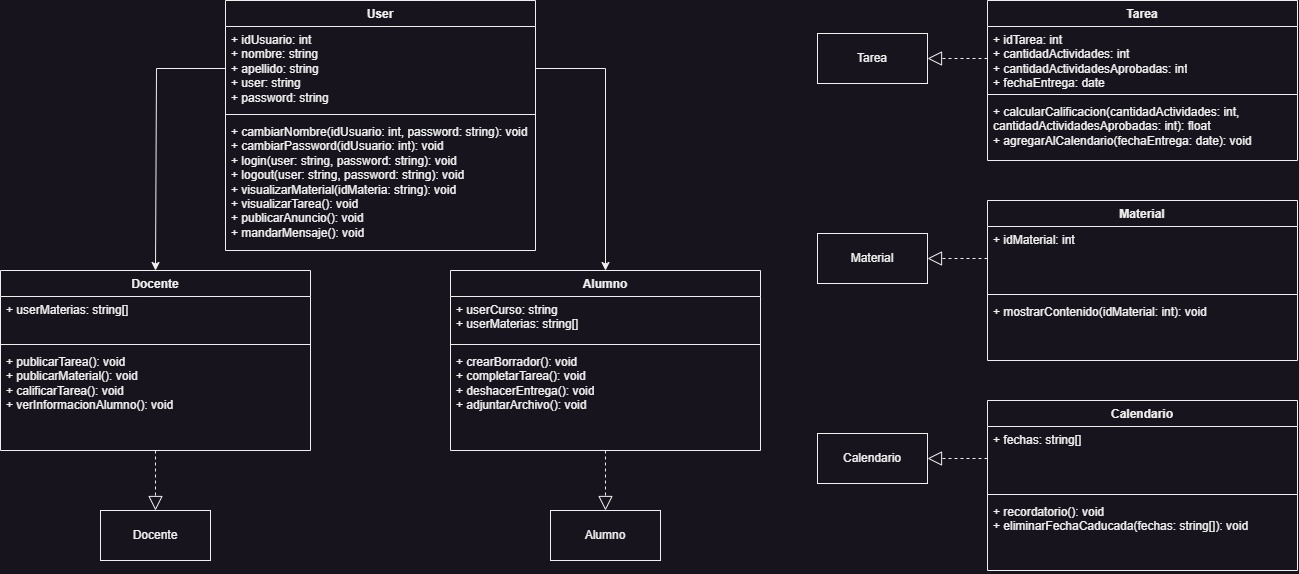 User
+ idUsuario: int
+ nombre: string
+ apellido: string
+ user: string
+ password: string
+ cambiarNombre(idUsuario: int, password: string): void
+ cambiarPassword(idUsuario: int): void
+ login(user: string, password: string): void
+ logout(user: string, password: string): void
+ visualizarMaterial(idMateria: string): void
+ visualizarTarea(): void
+ publicarAnuncio(): void
+ mandarMensaje(): void
Docente
+ userMaterias: string[]
+ publicarTarea(): void
+ publicarMaterial(): void
+ calificarTarea(): void
+ verInformacionAlumno(): void
Docente
Alumno
+ userCurso: string
+ userMaterias: string[]
+ crearBorrador(): void
+ completarTarea(): void
+ deshacerEntrega(): void
+ adjuntarArchivo(): void
Alumno
Tarea
Tarea
+ idTarea: int
+ cantidadActividades: int
+ cantidadActividadesAprobadas: int
+ fechaEntrega: date
+ calcularCalificacion(cantidadActividades: int,
cantidadActividadesAprobadas: int): float
+ agregarAlCalendario(fechaEntrega: date): void
Material
Material
+ idMaterial: int
+ mostrarContenido(idMaterial: int): void
Calendario
Calendario
+ fechas: string[]
+ recordatorio(): void
+ eliminarFechaCaducada(fechas: string[]): void